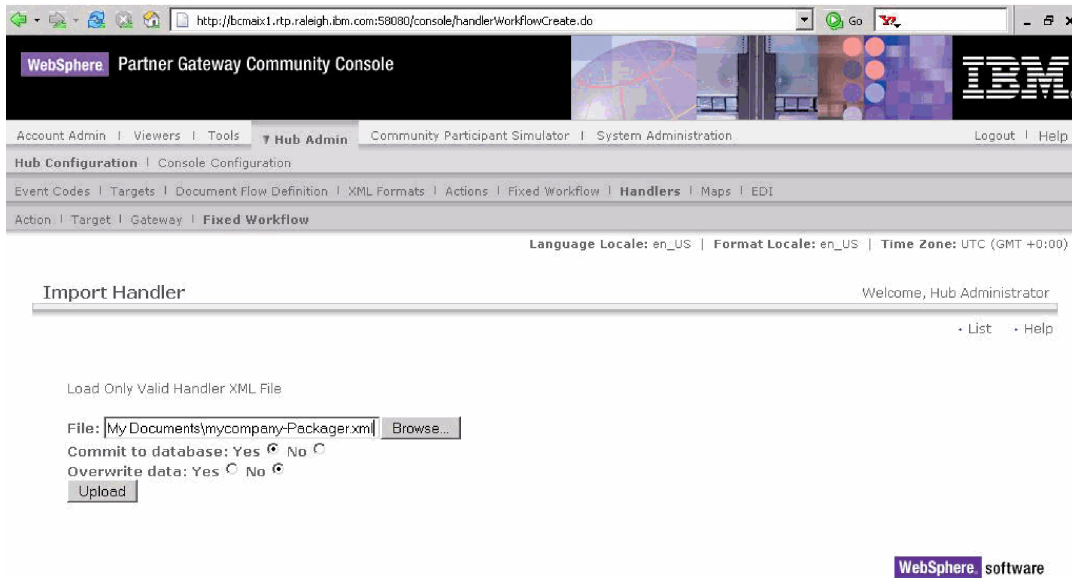 http://bcmaix1.rtp.raleigh.ibm.com:58080/console/handlerWorkflowCreate.do Go
WebSphere. Partner Gateway Community Console IBM.
Account Admin | Viewers | Tools Hub Admin Community Participant Simulator | System Administration Logout | Help
Hub Configuration | Console Configuration
Event Codes | Targets | Document Flow Definition | XML Formats | Actions | Fixed Workflow | Handlers | Maps | EDI
Action | Target | Gateway | Fixed Workflow
Language Locale: en_US | Format Locale: en_US | Time Zone: UTC (GMT +0:00)
Import Handler Welcome, Hub Administrator
• List • Help
Load Only Valid Handler XML File
File: My Documents\mycompany-Packager.xml Browse...
Commit to database: Yes No
Overwrite data: Yes No
Upload
WebSphere. software